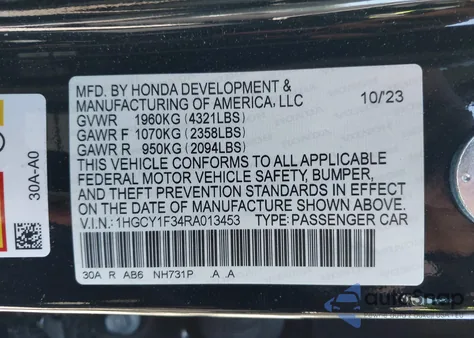 MFD. BY HONDA DEVELOPMENT &
MANUFACTURING OF AMERICA, LLC 10/23
GVWR 1960KG (4321LBS)
GAWR F 1070KG (2358LBS)
GAWR R 950KG (2094LBS)
THIS VEHICLE CONFORMS TO ALL APPLICABLE
FEDERAL MOTOR VEHICLE SAFETY, BUMPER,
AND THEFT PREVENTION STANDARDS IN EFFECT
ON THE DATE OF MANUFACTURE SHOWN ABOVE.
V.I.N.: 1HGCY1F34RA013453 TYPE: PASSENGER CAR
30A R AB6 NH731P .A .A
30A-A0
autoSnap